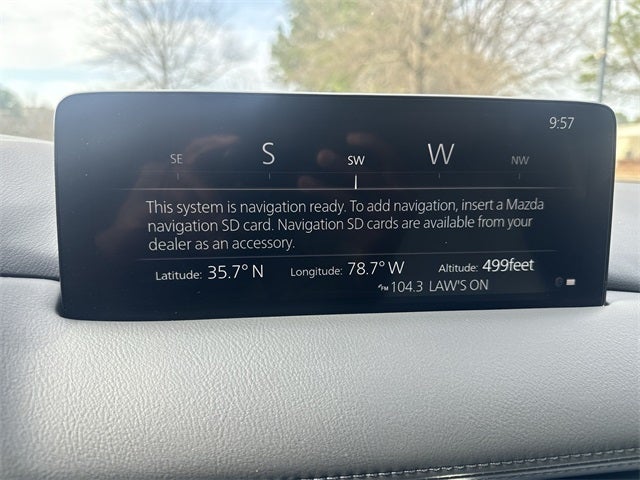 9:57
SE S SW W NW
This system is navigation ready. To add navigation, insert a Mazda
navigation SD card. Navigation SD cards are available from your
dealer as an accessory.
Latitude: 35.7° N Longitude: 78.7° W Altitude: 499feet
FM 104.3 LAW'S ON